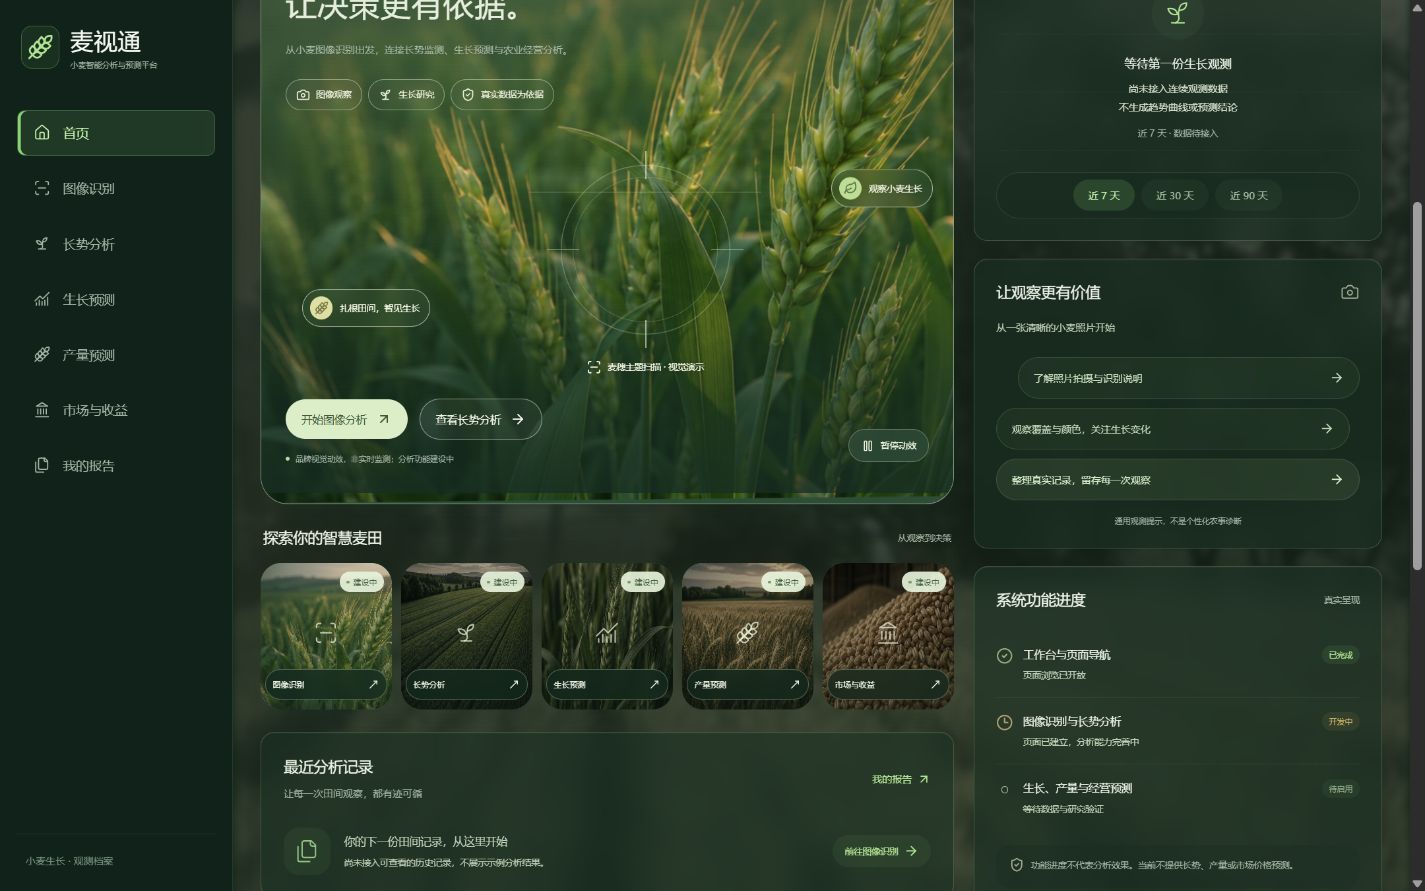 麦视通
小麦智能分析与预测平台
首页
图像识别
长势分析
生长预测
产量预测
市场与收益
我的报告
小麦生长 · 观测档案
让决策更有依据。
从小麦图像识别出发，连接长势监测、生长预测与农业经营分析。
图像观察
生长研究
真实数据为依据
观察小麦生长
扎根田间，智见生长
麦穗主题扫描 · 视觉演示
开始图像分析
查看长势分析
暂停动效
品牌视觉动效，非实时监测；分析功能建设中
探索你的智慧麦田
从观察到决策
建设中
建设中
建设中
建设中
建设中
图像识别
长势分析
生长预测
产量预测
市场与收益
最近分析记录
让每一次田间观察，都有迹可循
我的报告
你的下一份田间记录，从这里开始
尚未接入可查看的历史记录，不展示示例分析结果。
前往图像识别
等待第一份生长观测
尚未接入连续观测数据
不生成趋势曲线或预测结论
近 7 天 · 数据待接入
近 7 天
近 30 天
近 90 天
让观察更有价值
从一张清晰的小麦照片开始
了解照片拍摄与识别说明
观察覆盖与颜色，关注生长变化
整理真实记录，留存每一次观察
通用观测提示，不是个性化农事诊断
系统功能进度
真实呈现
工作台与页面导航
已完成
页面浏览已开放
图像识别与长势分析
开发中
页面已建立，分析能力完善中
生长、产量与经营预测
待启用
等待数据与研究验证
功能进度不代表分析效果。当前不提供长势、产量或市场价格预测。